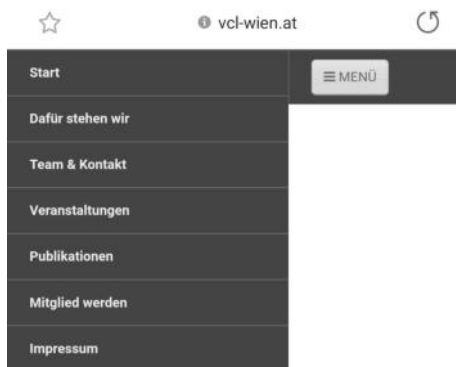 vcl-wien.at
Start
MENÜ
Dafür stehen wir
Team & Kontakt
Veranstaltungen
Publikationen
Mitglied werden
Impressum